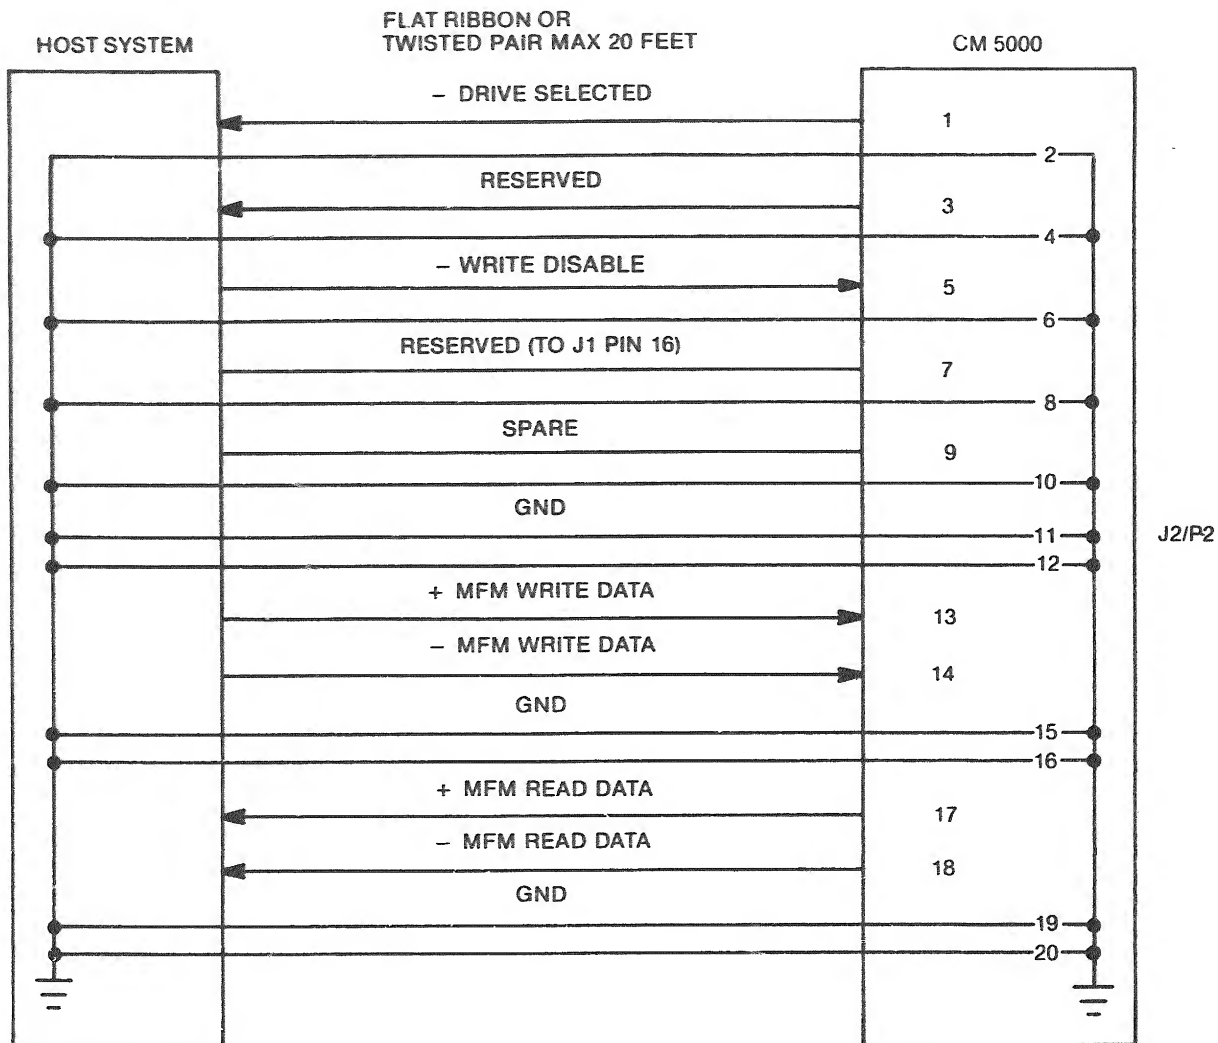 FLAT RIBBON OR
TWISTED PAIR MAX 20 FEET
HOST SYSTEM
CM 5000
– DRIVE SELECTED
1
2
RESERVED
3
4
– WRITE DISABLE
5
6
RESERVED (TO J1 PIN 16)
7
8
SPARE
9
10
GND
11
J2/P2
12
+ MFM WRITE DATA
13
– MFM WRITE DATA
14
GND
15
16
+ MFM READ DATA
17
– MFM READ DATA
18
GND
19
20